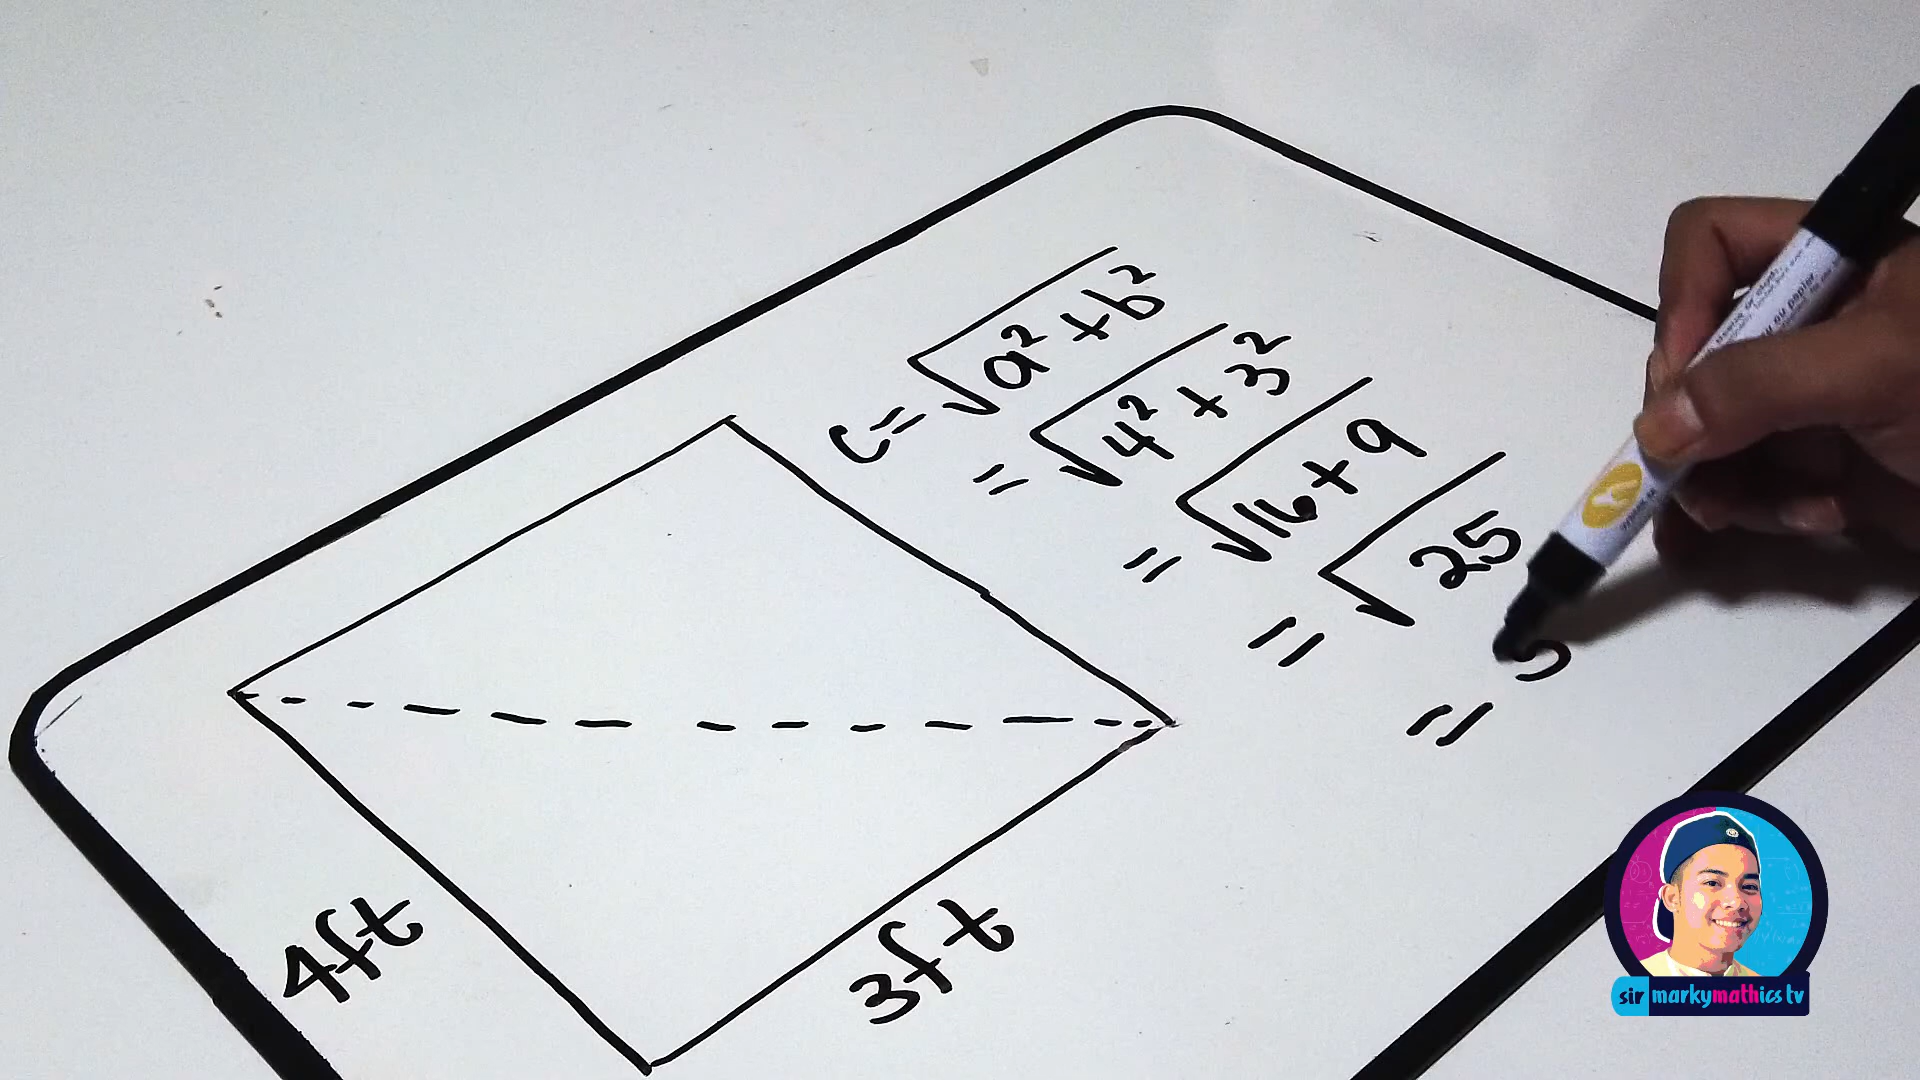 c = √a² + b²
= √4² + 3²
= √16 + 9
= √25
= 5
4ft
3ft
sir markymathics tv